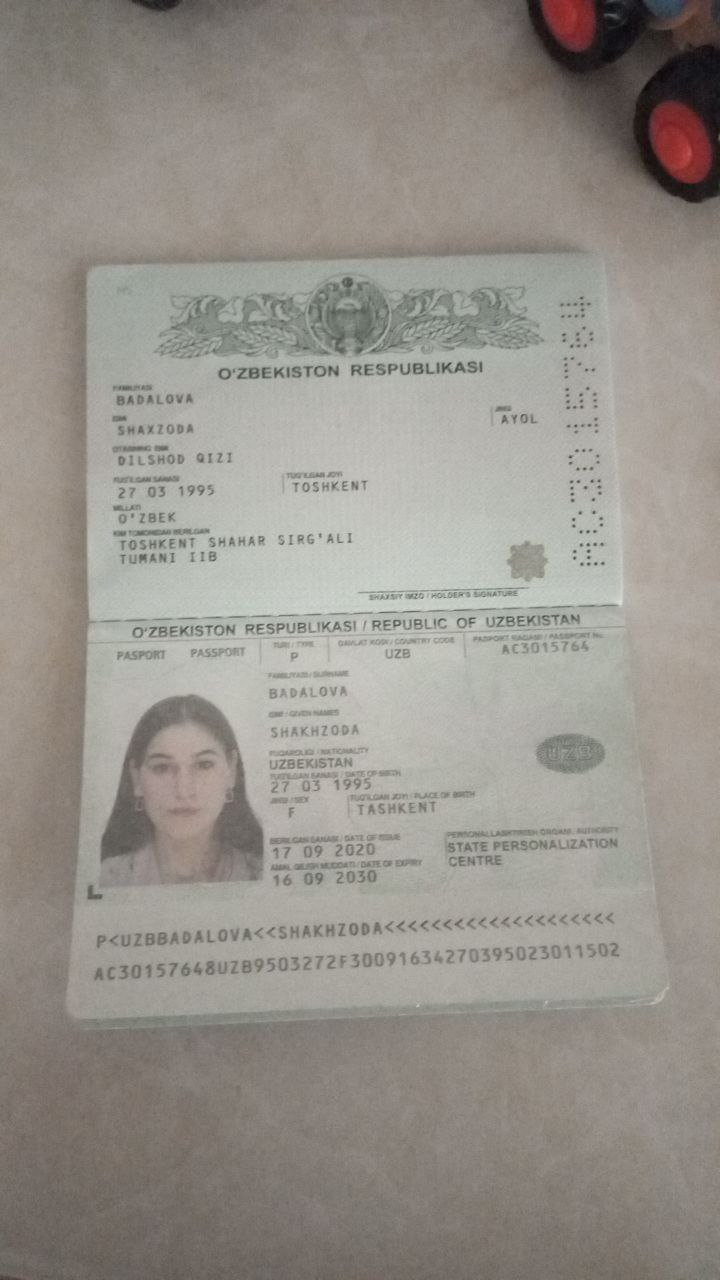 O'ZBEKISTON RESPUBLIKASI
FAMILIYASI
BADALOVA
ISMI
SHAXZODA
JINSI
AYOL
OTASINING ISMI
DILSHOD QIZI
TUG'ILGAN SANASI
27 03 1995
TUG'ILGAN JOYI
TOSHKENT
MILLATI
O'ZBEK
KIM TOMONIDAN BERILGAN
TOSHKENT SHAHAR SIRG'ALI
TUMANI IIB
SHAXSIY IMZO / HOLDER'S SIGNATURE
AC3015764
O'ZBEKISTON RESPUBLIKASI / REPUBLIC OF UZBEKISTAN
PASPORT PASSPORT
TURI / TYPE
P
DAVLAT KODI / COUNTRY CODE
UZB
PASPORT RAQAMI / PASSPORT No.
AC3015764
FAMILIYASI / SURNAME
BADALOVA
ISMI / GIVEN NAMES
SHAKHZODA
FUQAROLIGI / NATIONALITY
UZBEKISTAN
TUG'ILGAN SANASI / DATE OF BIRTH
27 03 1995
JINSI / SEX
F
TUG'ILGAN JOYI / PLACE OF BIRTH
TASHKENT
UZB
BERILGAN SANASI / DATE OF ISSUE
17 09 2020
PERSONALLASHTIRISH ORGANI / AUTHORITY
STATE PERSONALIZATION
CENTRE
AMAL QILISH MUDDATI / DATE OF EXPIRY
16 09 2030
P<UZBBADALOVA<<SHAKHZODA<<<<<<<<<<<<<<<<<<<<
AC30157648UZB9503272F30091634270395023011502